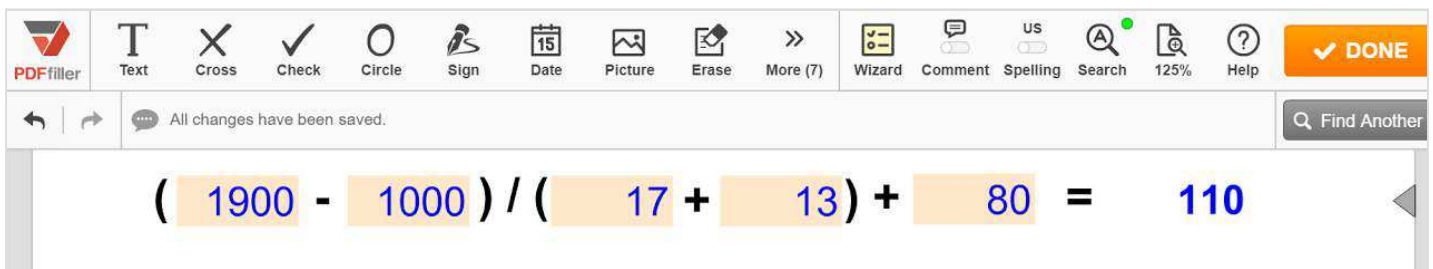 US
15
PDFfiller Text Cross Check Circle Sign Date Picture Erase More (7) Wizard Comment Spelling Search 125% Help DONE
All changes have been saved. Find Another
( 1900 - 1000 ) / ( 17 + 13 ) + 80 = 110